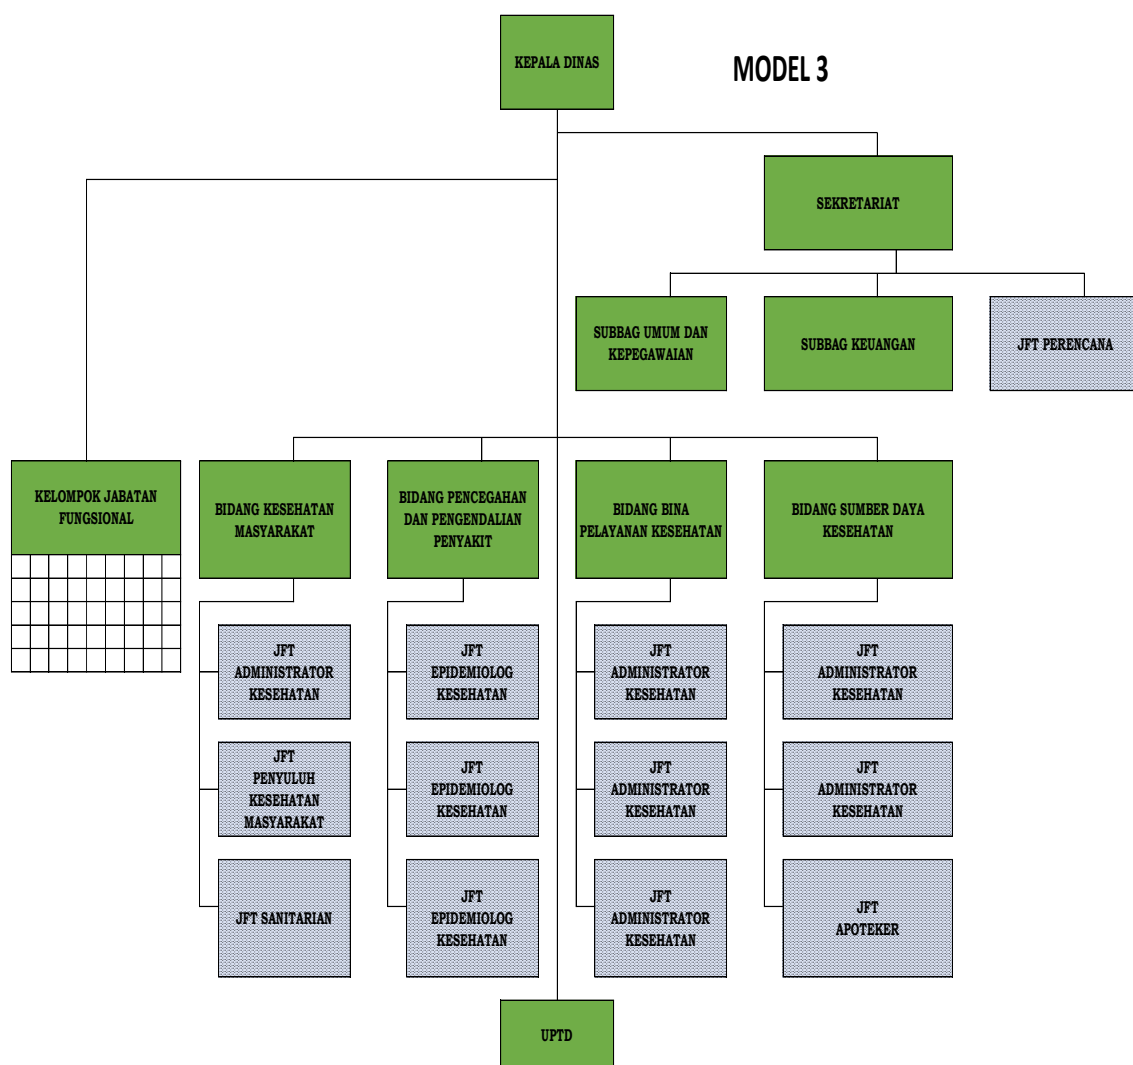 KEPALA DINAS
MODEL 3
SEKRETARIAT
SUBBAG UMUM DAN
KEPEGAWAIAN
SUBBAG KEUANGAN
JFT PERENCANA
KELOMPOK JABATAN
FUNGSIONAL
BIDANG KESEHATAN
MASYARAKAT
BIDANG PENCEGAHAN
DAN PENGENDALIAN
PENYAKIT
BIDANG BINA
PELAYANAN KESEHATAN
BIDANG SUMBER DAYA
KESEHATAN
JFT
ADMINISTRATOR
KESEHATAN
JFT
EPIDEMIOLOG
KESEHATAN
JFT
ADMINISTRATOR
KESEHATAN
JFT
ADMINISTRATOR
KESEHATAN
JFT
PENYULUH
KESEHATAN
MASYARAKAT
JFT
EPIDEMIOLOG
KESEHATAN
JFT
ADMINISTRATOR
KESEHATAN
JFT
ADMINISTRATOR
KESEHATAN
JFT SANITARIAN
JFT
EPIDEMIOLOG
KESEHATAN
JFT
ADMINISTRATOR
KESEHATAN
JFT
APOTEKER
UPTD